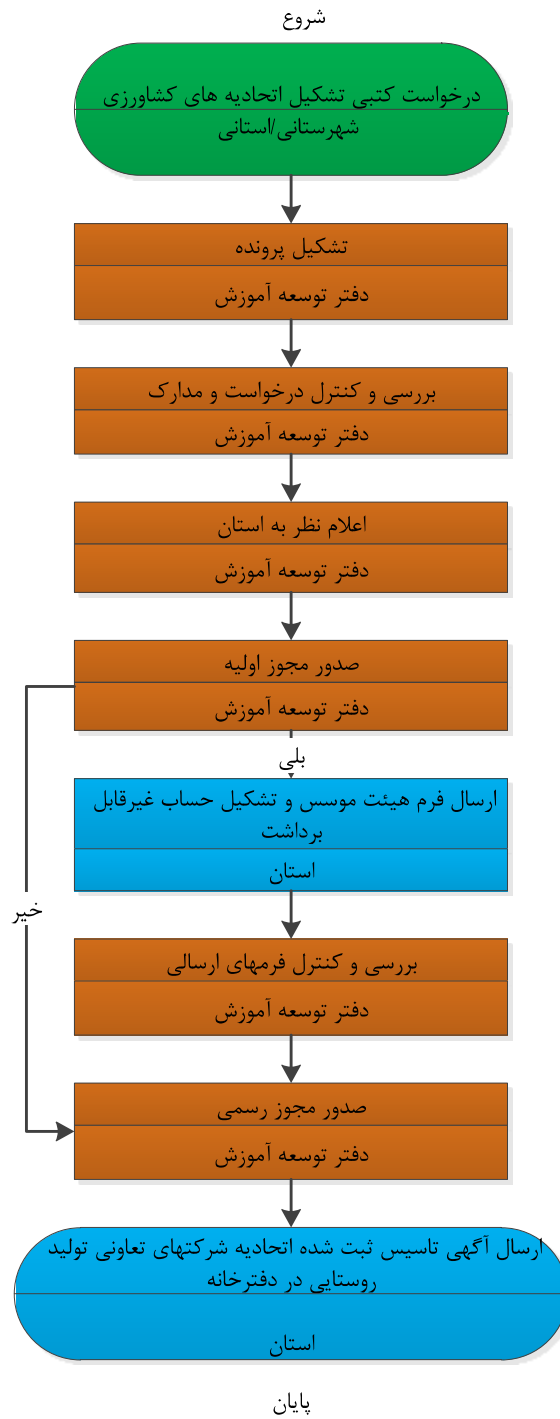 شروع
درخواست کتبی تشکیل اتحادیه های کشاورزی
شهرستانی/استانی
تشکیل پرونده
دفتر توسعه آموزش
بررسی و کنترل درخواست و مدارک
دفتر توسعه آموزش
اعلام نظر به استان
دفتر توسعه آموزش
صدور مجوز اولیه
دفتر توسعه آموزش
بلی
ارسال فرم هیئت موسس و تشکیل حساب غیرقابل
برداشت
استان
خیر
بررسی و کنترل فرمهای ارسالی
دفتر توسعه آموزش
صدور مجوز رسمی
دفتر توسعه آموزش
ارسال آگهی تاسیس ثبت شده اتحادیه شرکتهای تعاونی تولید
روستایی در دفترخانه
استان
پایان